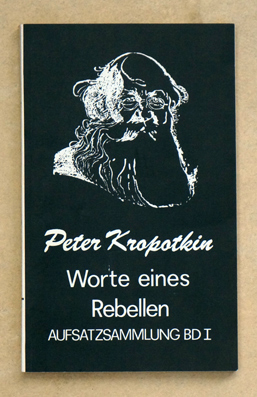 Peter Kropotkin
Worte eines
Rebellen
AUFSATZSAMMLUNG BD I